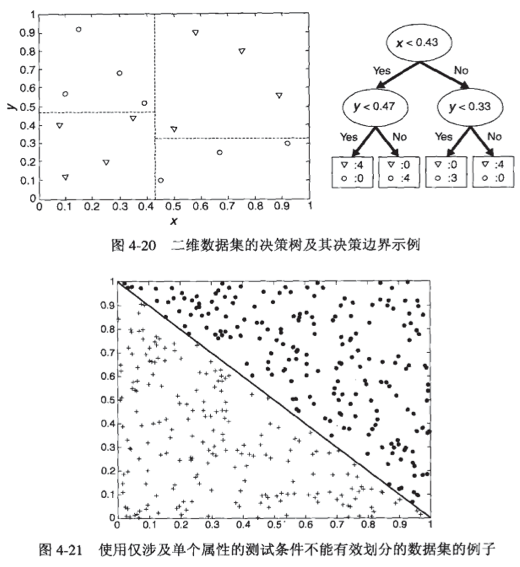 1
0.9
0.8
0.7
0.6
0.5
0.4
0.3
0.2
0.1
0
y
0 0.1 0.2 0.3 0.4 0.5 0.6 0.7 0.8 0.9 1
x
x < 0.43
Yes No
y < 0.47 y < 0.33
Yes No Yes No
▽ :4 ▽ :0 ▽ :0 ▽ :4
○ :0 ○ :4 ○ :3 ○ :0
图 4-20 二维数据集的决策树及其决策边界示例
1
0.9
0.8
0.7
0.6
0.5
0.4
0.3
0.2
0.1
0
0 0.1 0.2 0.3 0.4 0.5 0.6 0.7 0.8 0.9 1
图 4-21 使用仅涉及单个属性的测试条件不能有效划分的数据集的例子